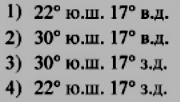 1) 22° ю.ш. 17° в.д.
2) 30° ю.ш. 17° в.д.
3) 30° ю.ш. 17° з.д.
4) 22° ю.ш. 17° з.д.